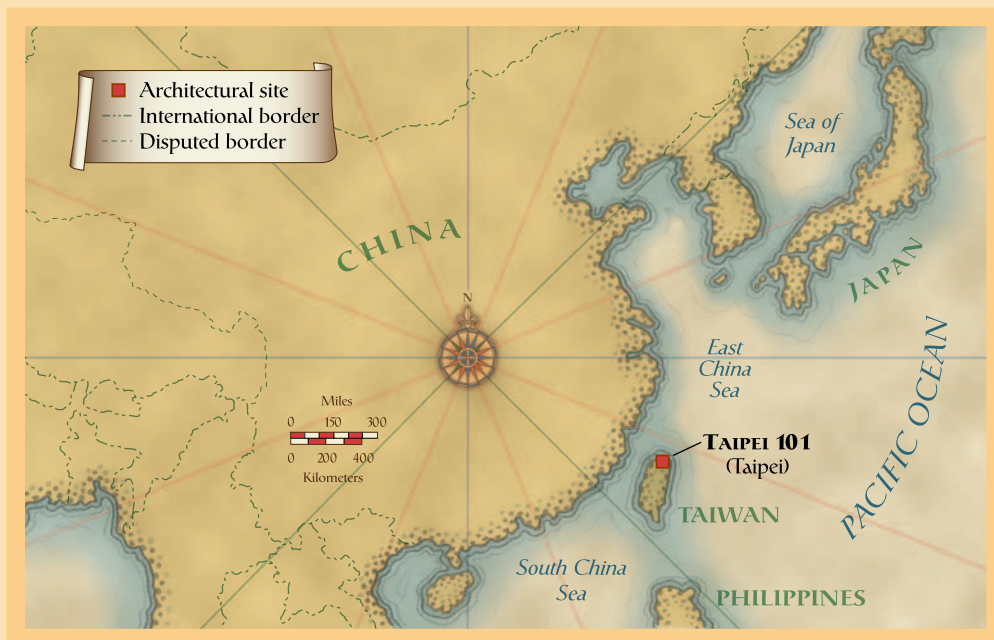 Architectural site
International border
Disputed border
Sea of
Japan
CHINA
JAPAN
N
East
China
Sea
PACIFIC OCEAN
Miles
0 150 300
0 200 400
Kilometers
TAIPEI 101
(Taipei)
TAIWAN
South China
Sea
PHILIPPINES